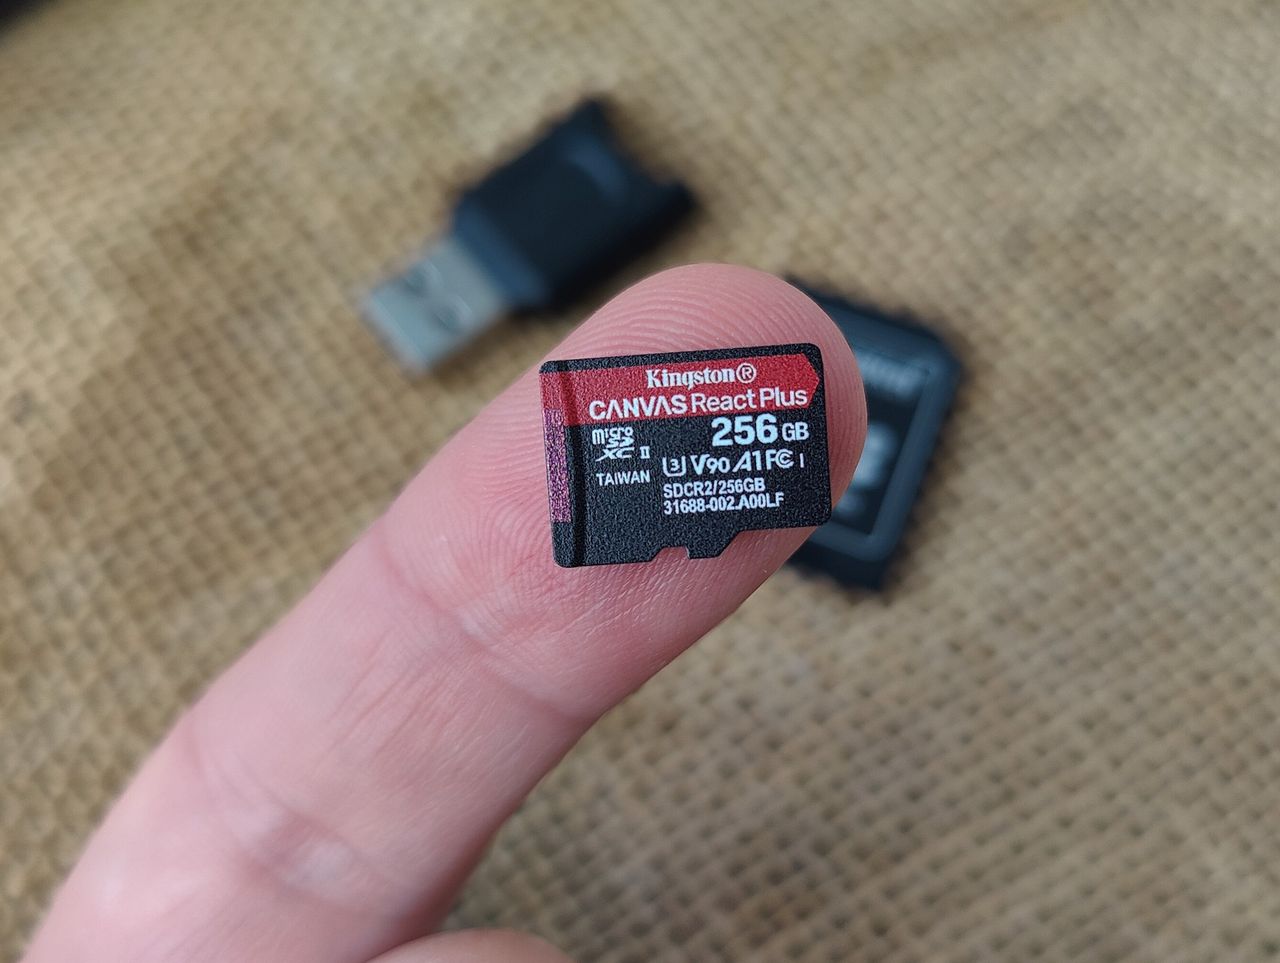 Kingston®
CANVAS React Plus
256 GB
micro SD XC II
U3 V90 A1 FC I
TAIWAN
SDCR2/256GB
31688-002.A00LF